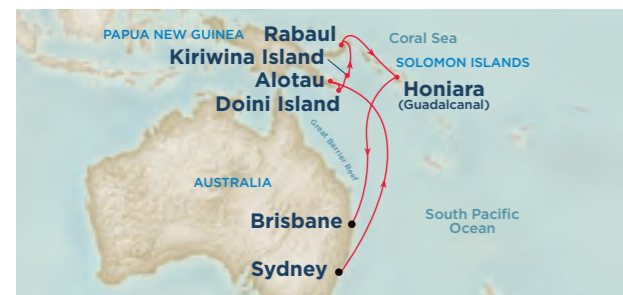 PAPUA NEW GUINEA
Rabaul
Coral Sea
Kiriwina Island
SOLOMON ISLANDS
Alotau
Honiara
(Guadalcanal)
Doini Island
Great Barrier Reef
AUSTRALIA
Brisbane
South Pacific
Ocean
Sydney